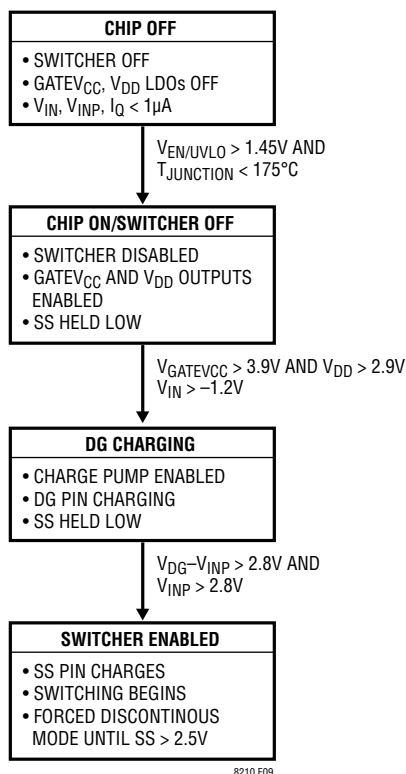 CHIP OFF
• SWITCHER OFF
• GATEVCC, VDD LDOs OFF
• VIN, VINP, IQ < 1µA
VEN/UVLO > 1.45V AND
TJUNCTION < 175°C
CHIP ON/SWITCHER OFF
• SWITCHER DISABLED
• GATEVCC AND VDD OUTPUTS
ENABLED
• SS HELD LOW
VGATEVCC > 3.9V AND VDD > 2.9V
VIN > –1.2V
DG CHARGING
• CHARGE PUMP ENABLED
• DG PIN CHARGING
• SS HELD LOW
VDG–VINP > 2.8V AND
VINP > 2.8V
SWITCHER ENABLED
• SS PIN CHARGES
• SWITCHING BEGINS
• FORCED DISCONTINOUS
MODE UNTIL SS > 2.5V
8210 F09